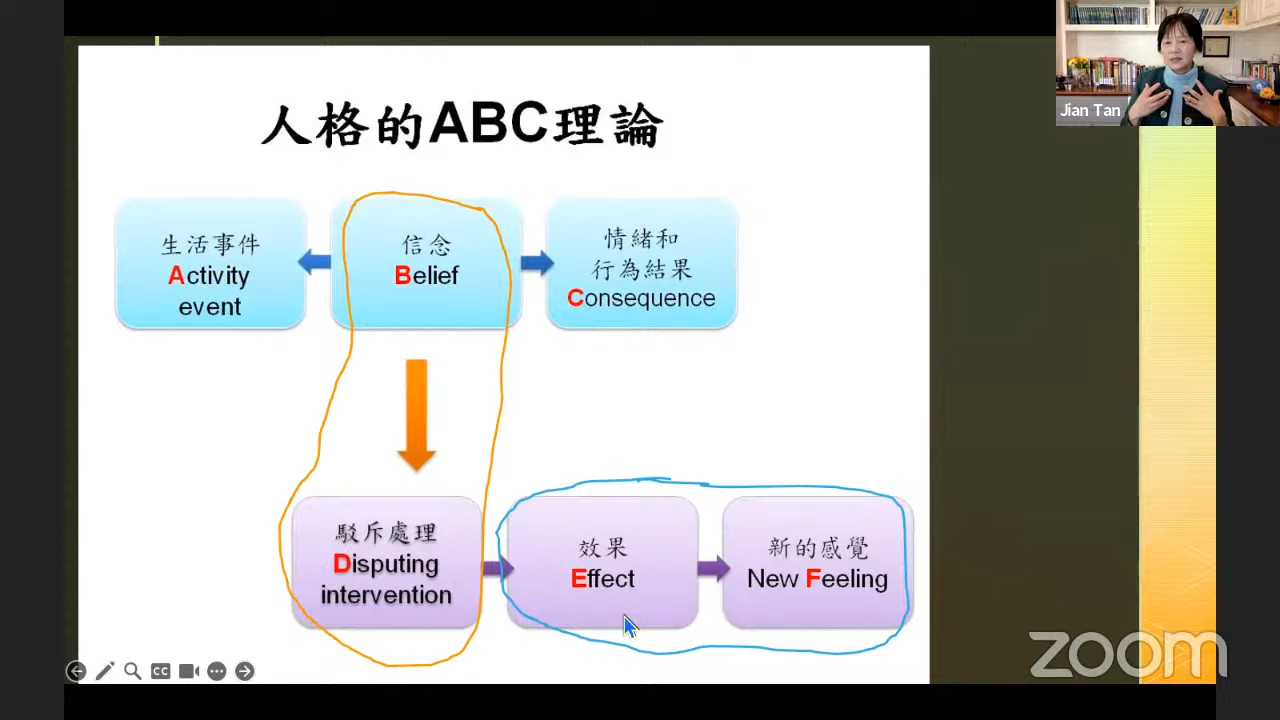 人格的ABC理論
Jian Tan
生活事件
Activity
event
信念
Belief
情緒和
行為結果
Consequence
駁斥處理
Disputing
intervention
效果
Effect
新的感覺
New Feeling
CC
zoom